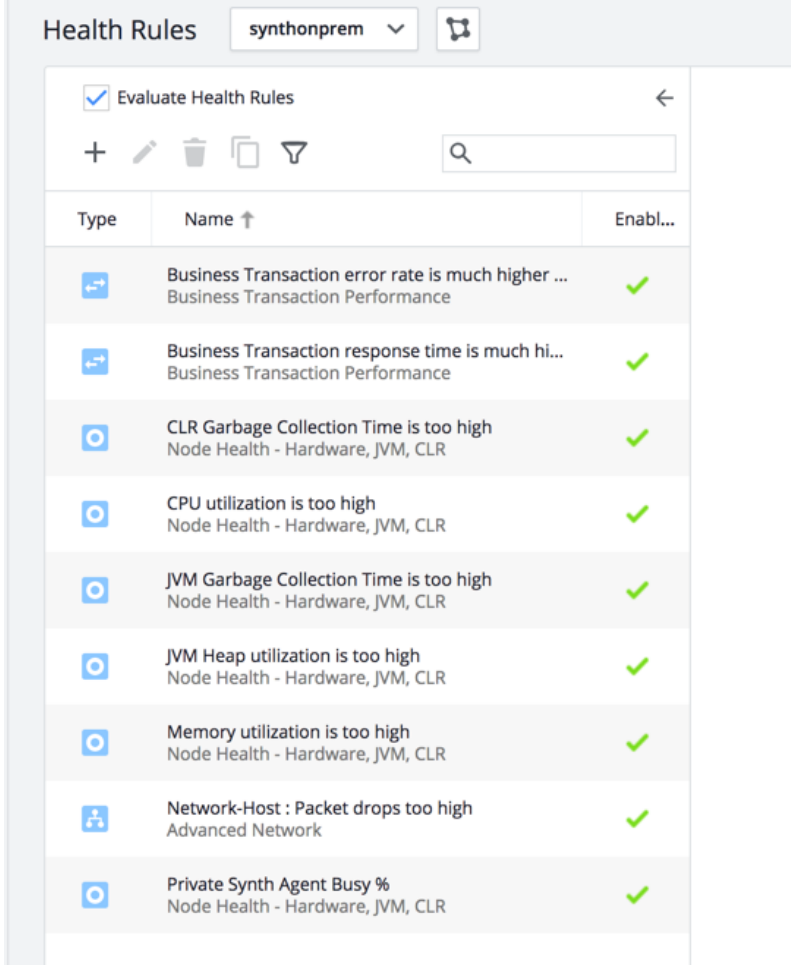 Health Rules
synthonprem
Evaluate Health Rules
Type Name Enabl...
Business Transaction error rate is much higher ...
Business Transaction Performance
Business Transaction response time is much hi...
Business Transaction Performance
CLR Garbage Collection Time is too high
Node Health - Hardware, JVM, CLR
CPU utilization is too high
Node Health - Hardware, JVM, CLR
JVM Garbage Collection Time is too high
Node Health - Hardware, JVM, CLR
JVM Heap utilization is too high
Node Health - Hardware, JVM, CLR
Memory utilization is too high
Node Health - Hardware, JVM, CLR
Network-Host : Packet drops too high
Advanced Network
Private Synth Agent Busy %
Node Health - Hardware, JVM, CLR